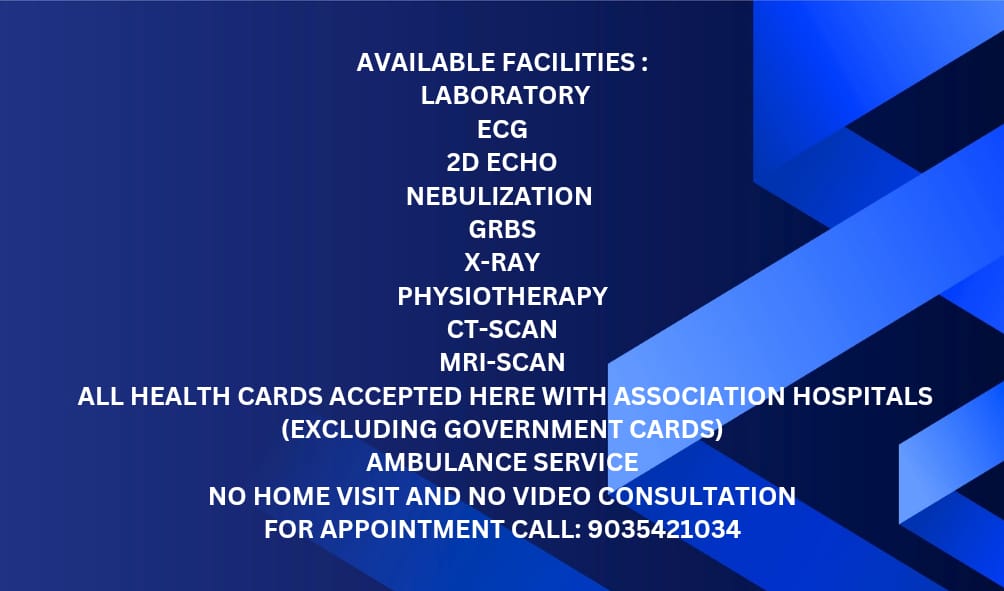 AVAILABLE FACILITIES :
LABORATORY
ECG
2D ECHO
NEBULIZATION
GRBS
X-RAY
PHYSIOTHERAPY
CT-SCAN
MRI-SCAN
ALL HEALTH CARDS ACCEPTED HERE WITH ASSOCIATION HOSPITALS
(EXCLUDING GOVERNMENT CARDS)
AMBULANCE SERVICE
NO HOME VISIT AND NO VIDEO CONSULTATION
FOR APPOINTMENT CALL: 9035421034